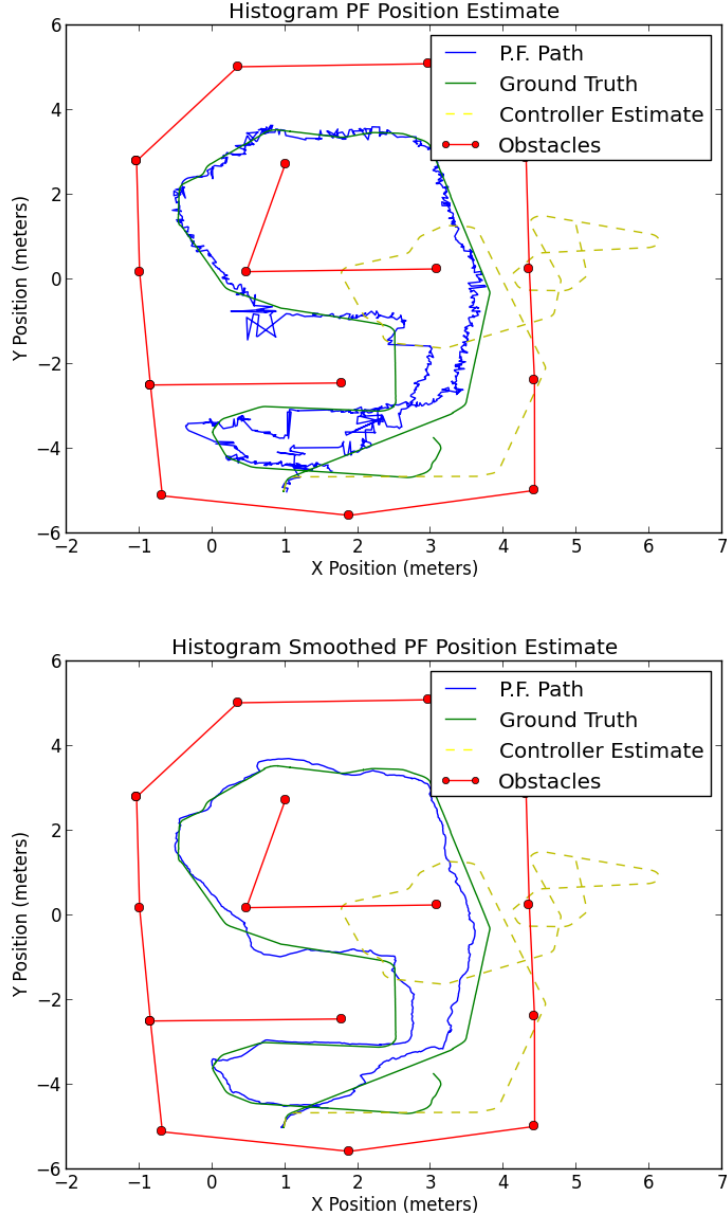 Histogram PF Position Estimate
6
P.F. Path
Ground Truth
Controller Estimate
Obstacles
4
2
0
−2
−4
−6
Y Position (meters)
−2 −1 0 1 2 3 4 5 6 7
X Position (meters)
Histogram Smoothed PF Position Estimate
6
P.F. Path
Ground Truth
Controller Estimate
Obstacles
4
2
0
−2
−4
−6
Y Position (meters)
−2 −1 0 1 2 3 4 5 6 7
X Position (meters)